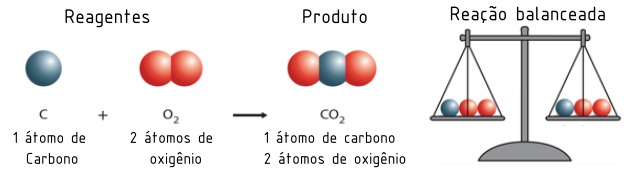 Reagentes
Produto
Reação balanceada
C + O₂ → CO₂
1 átomo de
Carbono
2 átomos de
oxigênio
1 átomo de carbono
2 átomos de oxigênio